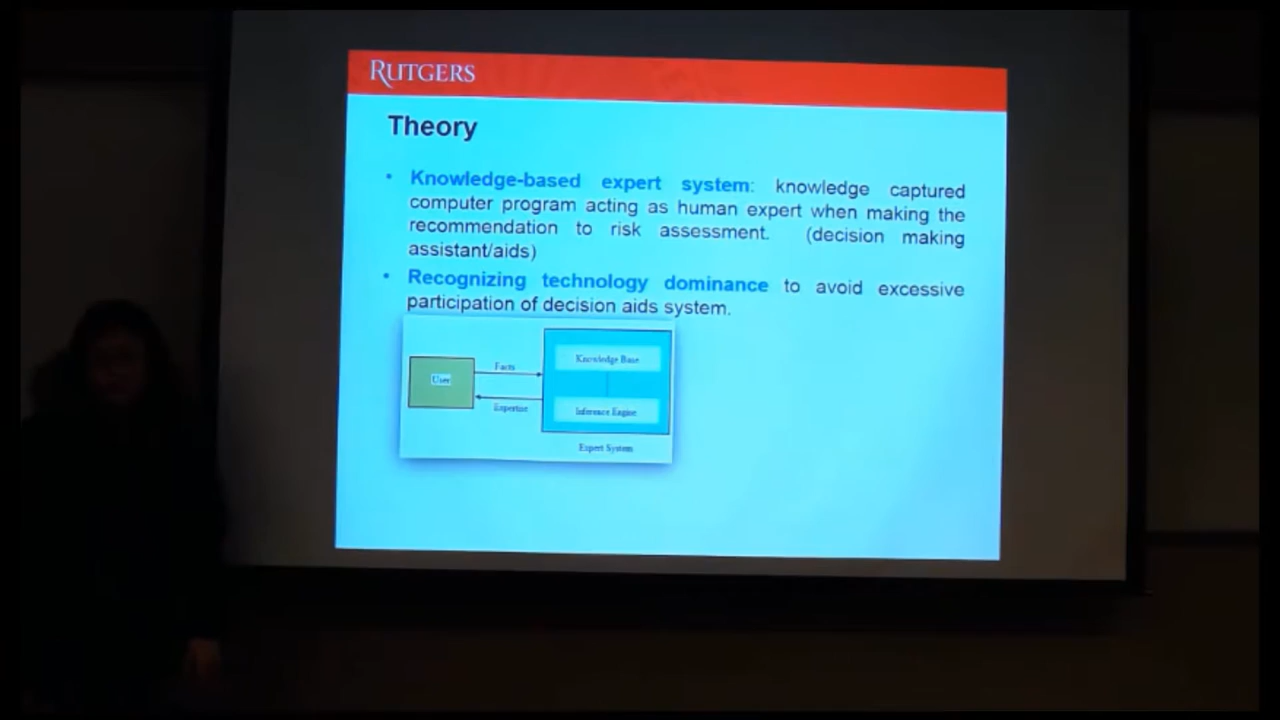 RUTGERS
Theory
• Knowledge-based expert system: knowledge captured
computer program acting as human expert when making the
recommendation to risk assessment. (decision making
assistant/aids)
• Recognizing technology dominance to avoid excessive
participation of decision aids system.
User
Facts
Expertise
Knowledge Base
Inference Engine
Expert System